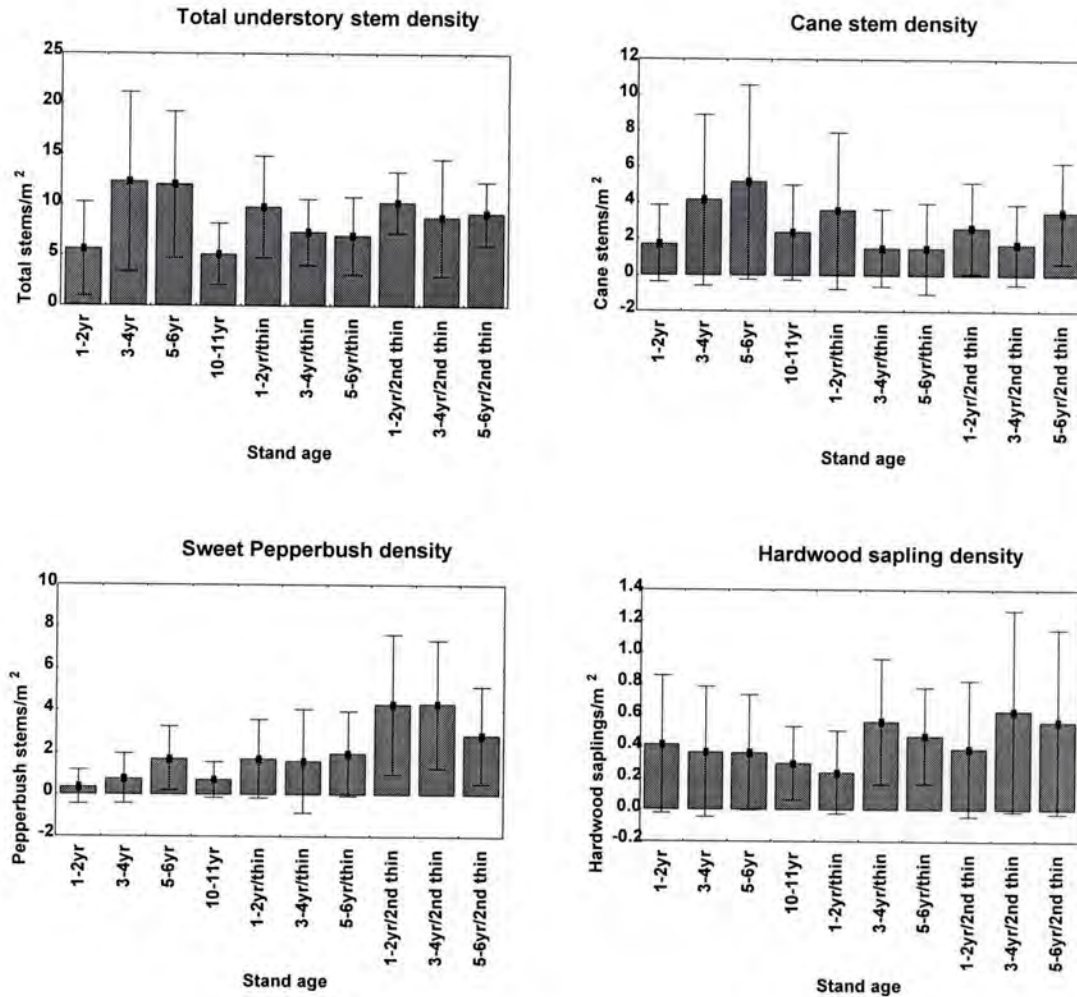 Total understory stem density
25
20
15
10
5
0
Total stems/m 2
1-2yr
3-4yr
5-6yr
10-11yr
1-2yr/thin
3-4yr/thin
5-6yr/thin
1-2yr/2nd thin
3-4yr/2nd thin
5-6yr/2nd thin
Stand age
Cane stem density
12
10
8
6
4
2
0
-2
Cane stems/m 2
1-2yr
3-4yr
5-6yr
10-11yr
1-2yr/thin
3-4yr/thin
5-6yr/thin
1-2yr/2nd thin
3-4yr/2nd thin
5-6yr/2nd thin
Stand age
Sweet Pepperbush density
10
8
6
4
2
0
-2
Pepperbush stems/m 2
1-2yr
3-4yr
5-6yr
10-11yr
1-2yr/thin
3-4yr/thin
5-6yr/thin
1-2yr/2nd thin
3-4yr/2nd thin
5-6yr/2nd thin
Stand age
Hardwood sapling density
1.4
1.2
1.0
0.8
0.6
0.4
0.2
0.0
-0.2
Hardwood saplings/m 2
1-2yr
3-4yr
5-6yr
10-11yr
1-2yr/thin
3-4yr/thin
5-6yr/thin
1-2yr/2nd thin
3-4yr/2nd thin
5-6yr/2nd thin
Stand age